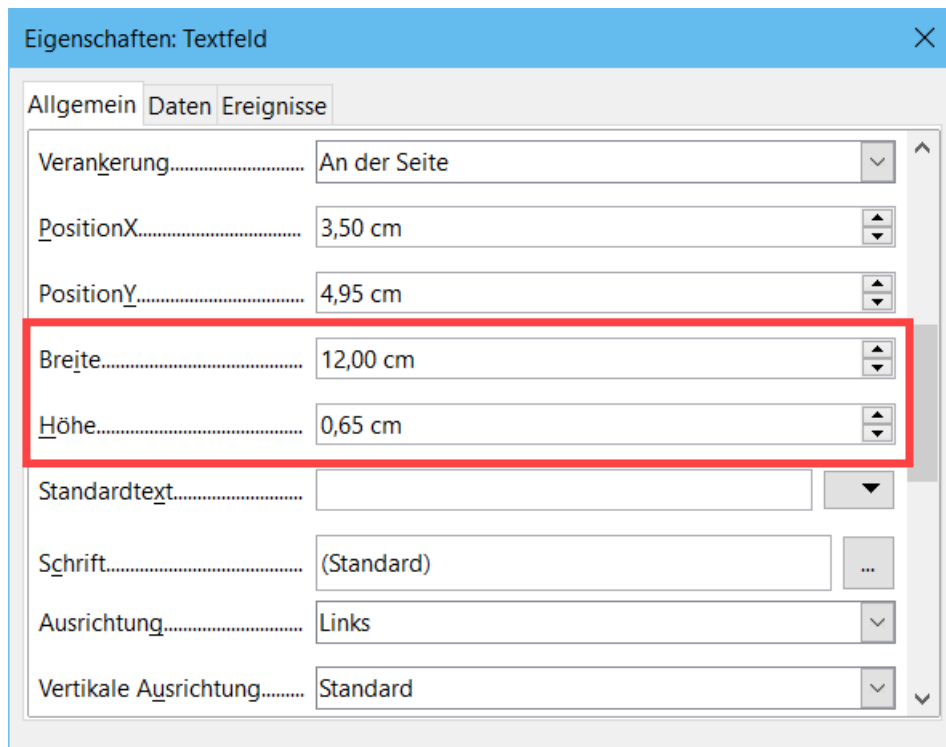 Eigenschaften: Textfeld
Allgemein Daten Ereignisse
Verankerung........................... An der Seite
PositionX................................. 3,50 cm
PositionY.................................. 4,95 cm
Breite......................................... 12,00 cm
Höhe.......................................... 0,65 cm
Standardtext..........................
Schrift........................................ (Standard) ...
Ausrichtung............................ Links
Vertikale Ausrichtung......... Standard